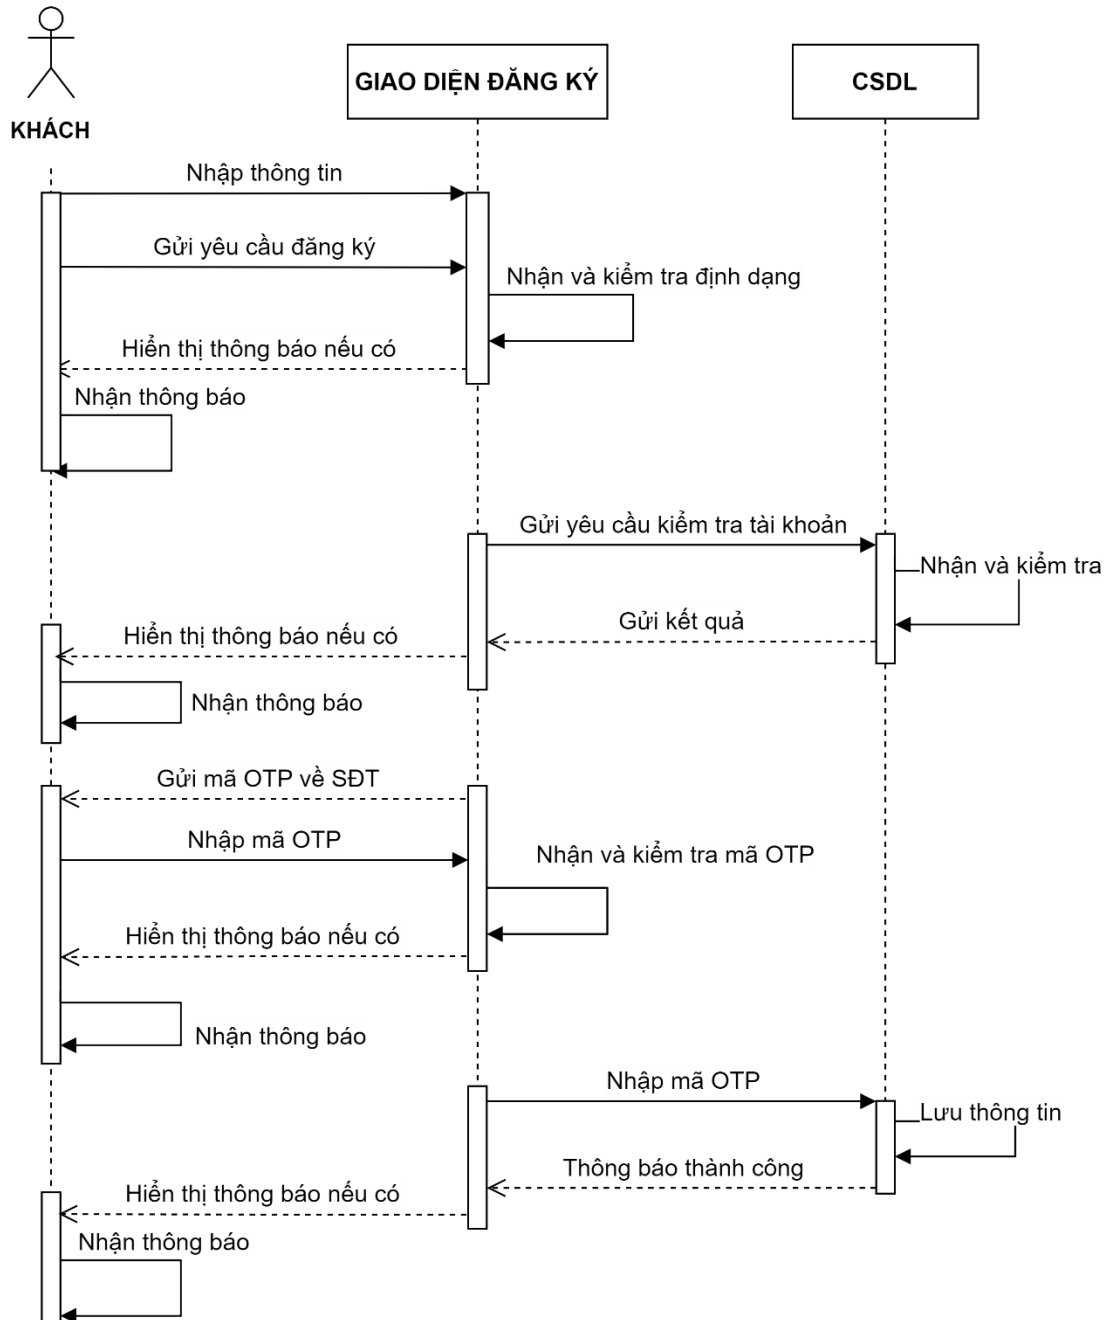 GIAO DIỆN ĐĂNG KÝ
CSDL
KHÁCH
Nhập thông tin
Gửi yêu cầu đăng ký
Nhận và kiểm tra định dạng
Hiển thị thông báo nếu có
Nhận thông báo
Gửi yêu cầu kiểm tra tài khoản
Nhận và kiểm tra
Gửi kết quả
Hiển thị thông báo nếu có
Nhận thông báo
Gửi mã OTP về SĐT
Nhập mã OTP
Nhận và kiểm tra mã OTP
Hiển thị thông báo nếu có
Nhận thông báo
Nhập mã OTP
Lưu thông tin
Thông báo thành công
Hiển thị thông báo nếu có
Nhận thông báo